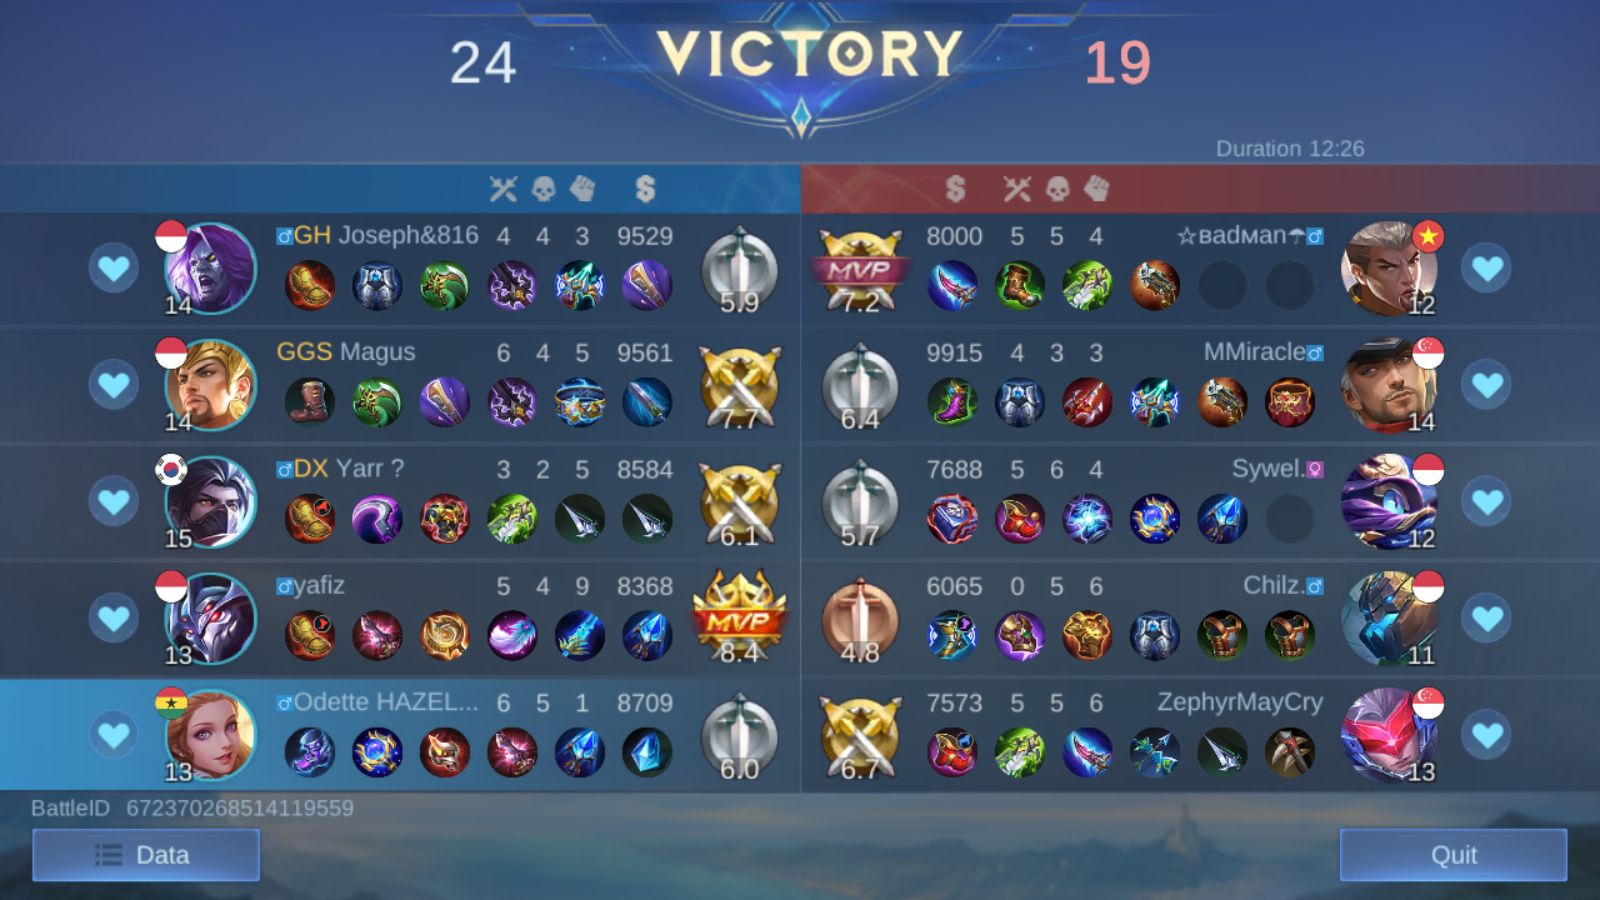 24 VICTORY 19
Duration 12:26
GH Joseph&816 4 4 3 9529
14 5.9
MVP 7.2 8000 5 5 4 ☆ʙadᴍan☂
12
GGS Magus 6 4 5 9561
14 7.7
6.4 9915 4 3 3 MMiracle
14
DX Yarr ? 3 2 5 8584
15 6.1
5.7 7688 5 6 4 Sywel.
12
yafiz 5 4 9 8368
13 MVP 8.4
4.8 6065 0 5 6 Chilz.
11
Odette HAZEL... 6 5 1 8709
13 6.0
6.7 7573 5 5 6 ZephyrMayCry
13
BattleID 672370268514119559
Data
Quit